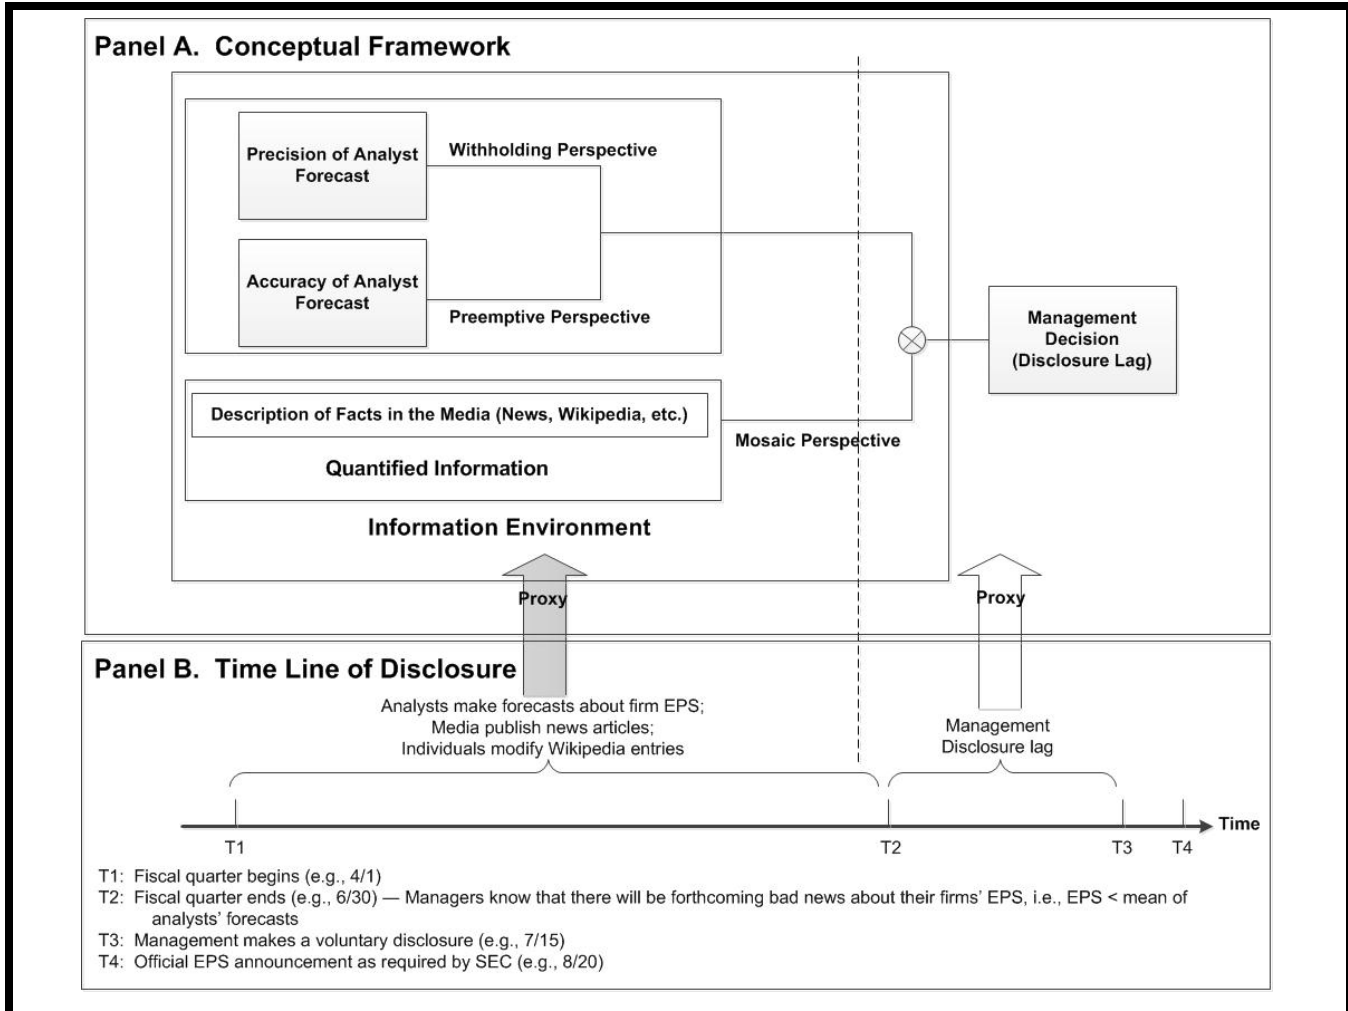 Panel A.  Conceptual Framework
Precision of Analyst
Forecast
Withholding Perspective
Accuracy of Analyst
Forecast
Preemptive Perspective
Management
Decision
(Disclosure Lag)
Description of Facts in the Media (News, Wikipedia, etc.)
Mosaic Perspective
Quantified Information
Information Environment
Proxy
Proxy
Panel B.  Time Line of Disclosure
Analysts make forecasts about firm EPS;
Media publish news articles;
Individuals modify Wikipedia entries
Management
Disclosure lag
Time
T1
T2
T3
T4
T1:  Fiscal quarter begins (e.g., 4/1)
T2:  Fiscal quarter ends (e.g., 6/30) — Managers know that there will be forthcoming bad news about their firms’ EPS, i.e., EPS < mean of
analysts’ forecasts
T3:  Management makes a voluntary disclosure (e.g., 7/15)
T4:  Official EPS announcement as required by SEC (e.g., 8/20)